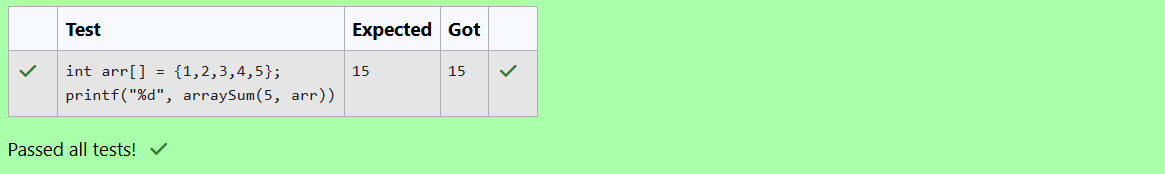 Test Expected Got
int arr[] = {1,2,3,4,5}; 15 15
printf("%d", arraySum(5, arr))
Passed all tests!